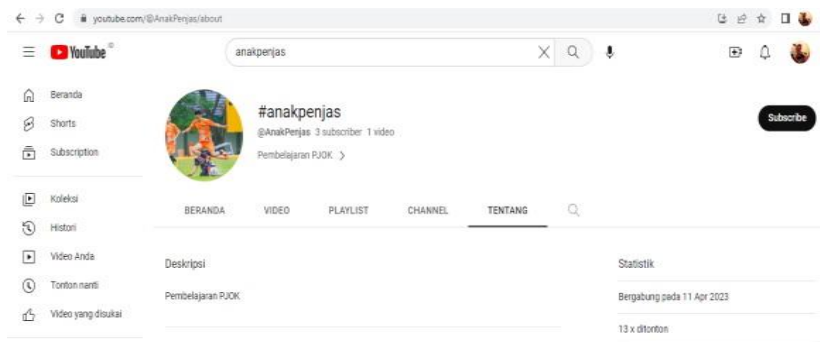 youtube.com/@AnakPenjas/about
YouTube ID
anakpenjas
Beranda
Shorts
Subscription
Koleksi
Histori
Video Anda
Tonton nanti
Video yang disukai
#anakpenjas
@AnakPenjas 3 subscriber 1 video
Pembelajaran PJOK
Subscribe
BERANDA VIDEO PLAYLIST CHANNEL TENTANG
Deskripsi
Pembelajaran PJOK
Statistik
Bergabung pada 11 Apr 2023
13 x ditonton